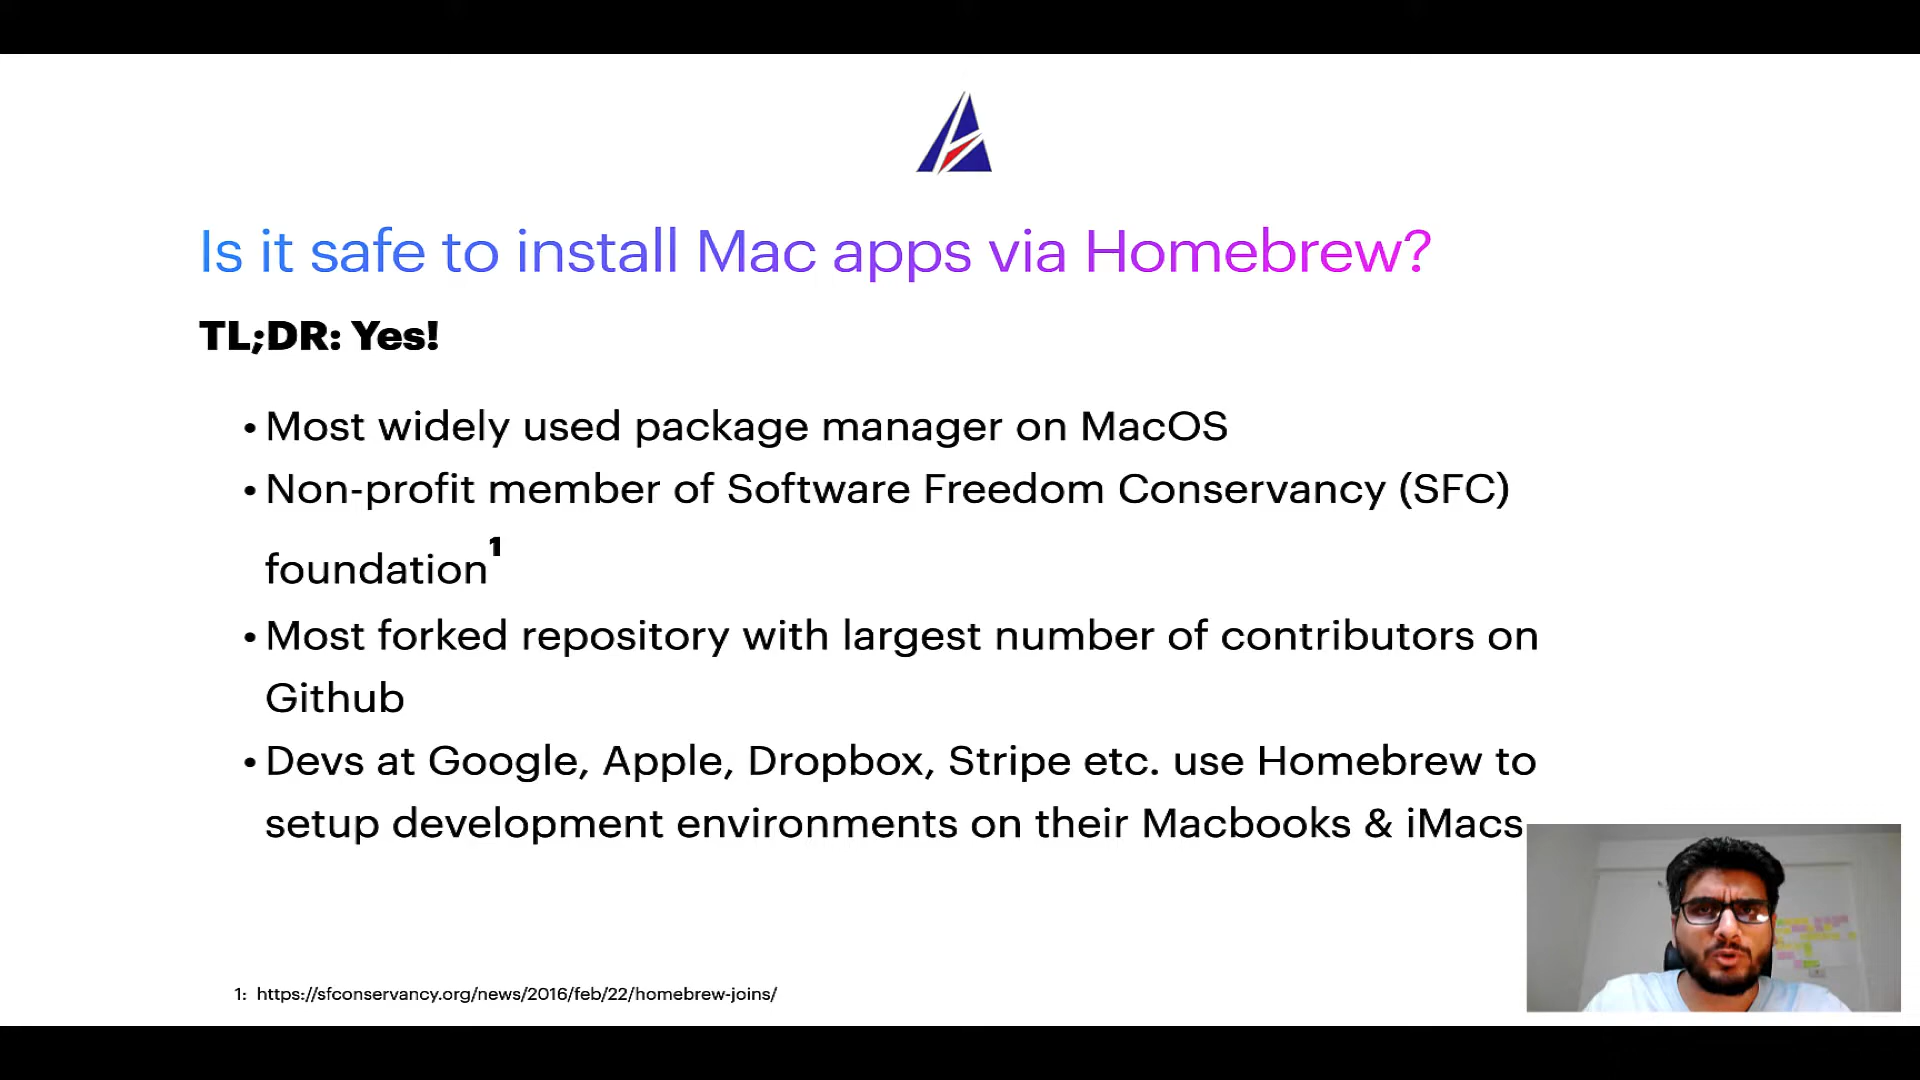 Is it safe to install Mac apps via Homebrew?
TL;DR: Yes!
• Most widely used package manager on MacOS
• Non-profit member of Software Freedom Conservancy (SFC)
foundation1
• Most forked repository with largest number of contributors on
Github
• Devs at Google, Apple, Dropbox, Stripe etc. use Homebrew to
setup development environments on their Macbooks & iMacs
1: https://sfconservancy.org/news/2016/feb/22/homebrew-joins/